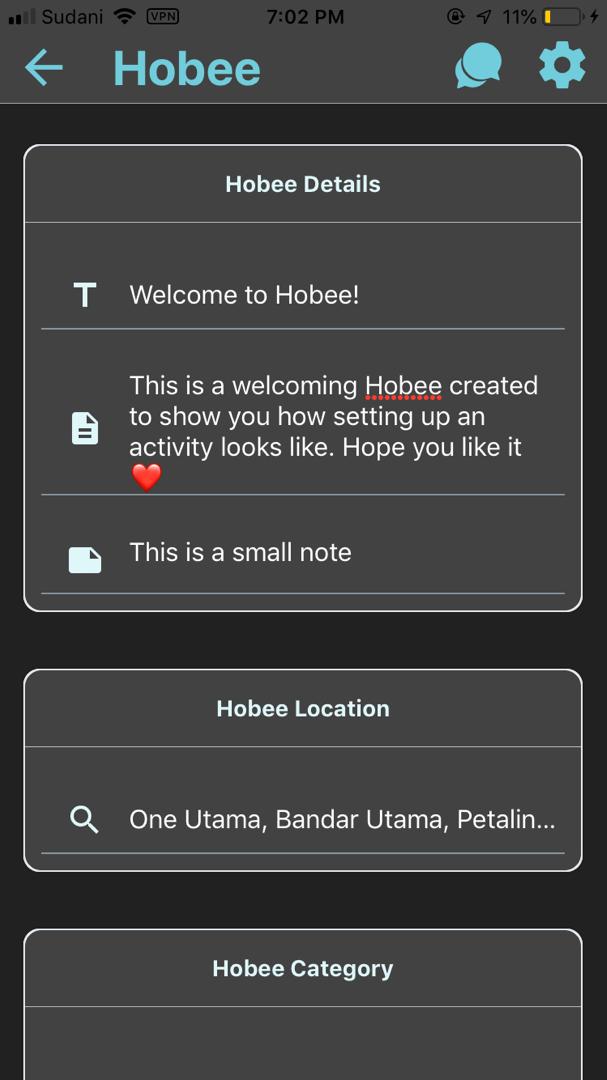 Sudani VPN 7:02 PM 11%
Hobee
Hobee Details
Welcome to Hobee!
This is a welcoming Hobee created
to show you how setting up an
activity looks like. Hope you like it
❤️
This is a small note
Hobee Location
One Utama, Bandar Utama, Petalin...
Hobee Category